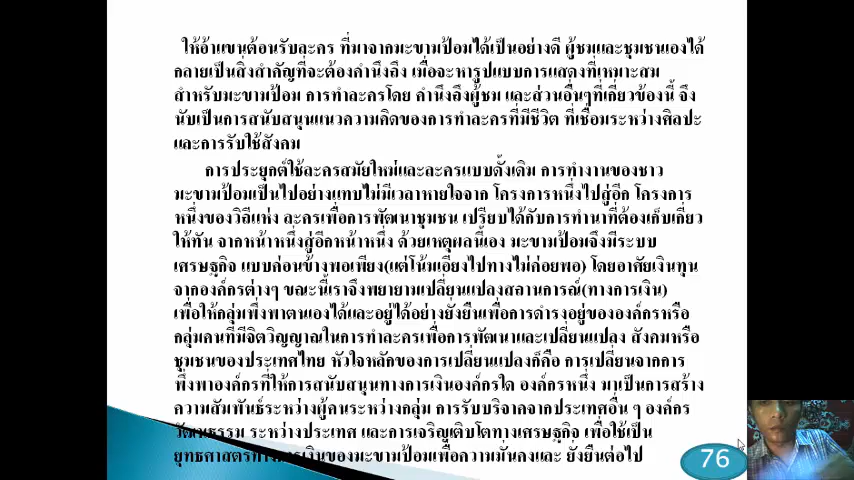 ให้อ้าแขนต้อนรับละคร ที่มาจากมะขามป้อมได้เป็นอย่างดี ผู้ชมและชุมชนเองได้
กลายเป็นสิ่งสำคัญที่จะต้องคำนึงถึง เมื่อจะหารูปแบบการแสดงที่เหมาะสม
สำหรับมะขามป้อม การทำละครโดย คำนึงถึงผู้ชม และส่วนอื่นๆที่เกี่ยวข้องนี้ จึง
นับเป็นการสนับสนุนแนวความคิดของการทำละครที่มีชีวิต ที่เชื่อมระหว่างศิลปะ
และการรับใช้สังคม
การประยุกต์ใช้ละครสมัยใหม่และละครแบบดั้งเดิม การทำงานของชาว
มะขามป้อมเป็นไปอย่างแทบไม่มีเวลาหายใจจาก โครงการหนึ่งไปสู่อีก โครงการ
หนึ่งของวิถีแห่ง ละครเพื่อการพัฒนาชุมชน เปรียบได้กับการทำนาที่ต้องเก็บเกี่ยว
ให้ทัน จากหน้าหนึ่งสู่อีกหน้าหนึ่ง ด้วยเหตุผลนี้เอง มะขามป้อมจึงมีระบบ
เศรษฐกิจ แบบค่อนข้างพอเพียง(แต่โน้มเอียงไปทางไม่ค่อยพอ) โดยอาศัยเงินทุน
จากองค์กรต่างๆ ขณะนี้เราจึงพยายามเปลี่ยนแปลงสถานการณ์(ทางการเงิน)
เพื่อให้กลุ่มพึ่งพาตนเองได้และอยู่ได้อย่างยั่งยืนเพื่อการดำรงอยู่ขององค์กรหรือ
กลุ่มคนที่มีจิตวิญญาณในการทำละครเพื่อการพัฒนาและเปลี่ยนแปลง สังคมหรือ
ชุมชนของประเทศไทย หัวใจหลักของการเปลี่ยนแปลงก็คือ การเปลี่ยนจากการ
พึ่งพาองค์กรที่ให้การสนับสนุนทางการเงินองค์กรใด องค์กรหนึ่ง มาเป็นการสร้าง
ความสัมพันธ์ระหว่างผู้คนระหว่างกลุ่ม การรับบริจาคจากประเทศอื่น ๆ องค์กร
วัฒนธรรม ระหว่างประเทศ และการเจริญเติบโตทางเศรษฐกิจ เพื่อใช้เป็น
ยุทธศาสตร์ทางการเงินของมะขามป้อมเพื่อความมั่นคงและ ยั่งยืนต่อไป
76